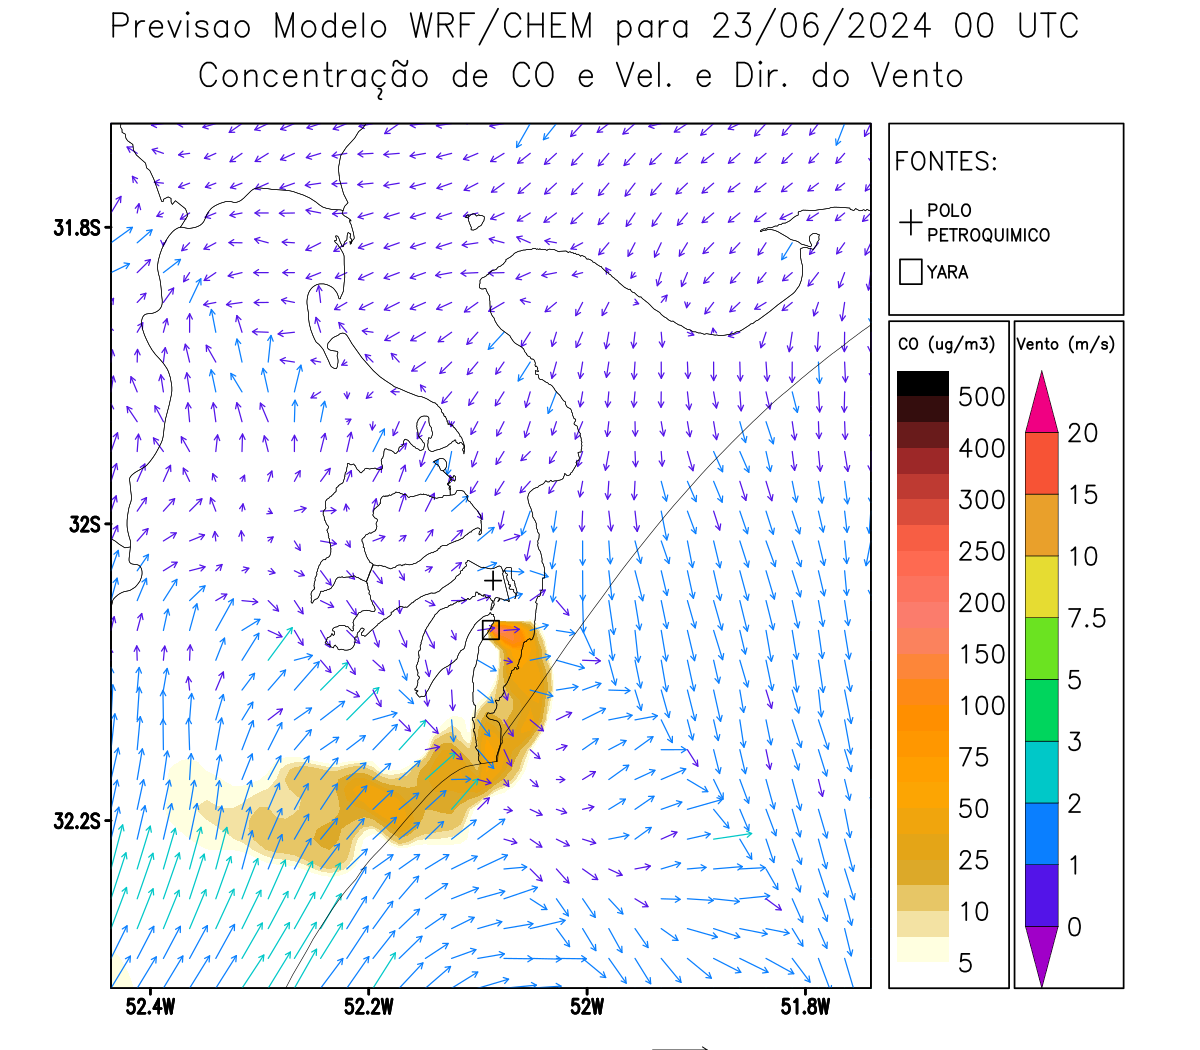 Previsao Modelo WRF/CHEM para 23/06/2024 00 UTC
Concentração de CO e Vel. e Dir. do Vento
FONTES:
POLO
PETROQUIMICO
YARA
CO (ug/m3)
500
400
300
250
200
150
100
75
50
25
10
5
Vento (m/s)
20
15
10
7.5
5
3
2
1
0
31.8S
32S
32.2S
52.4W
52.2W
52W
51.8W